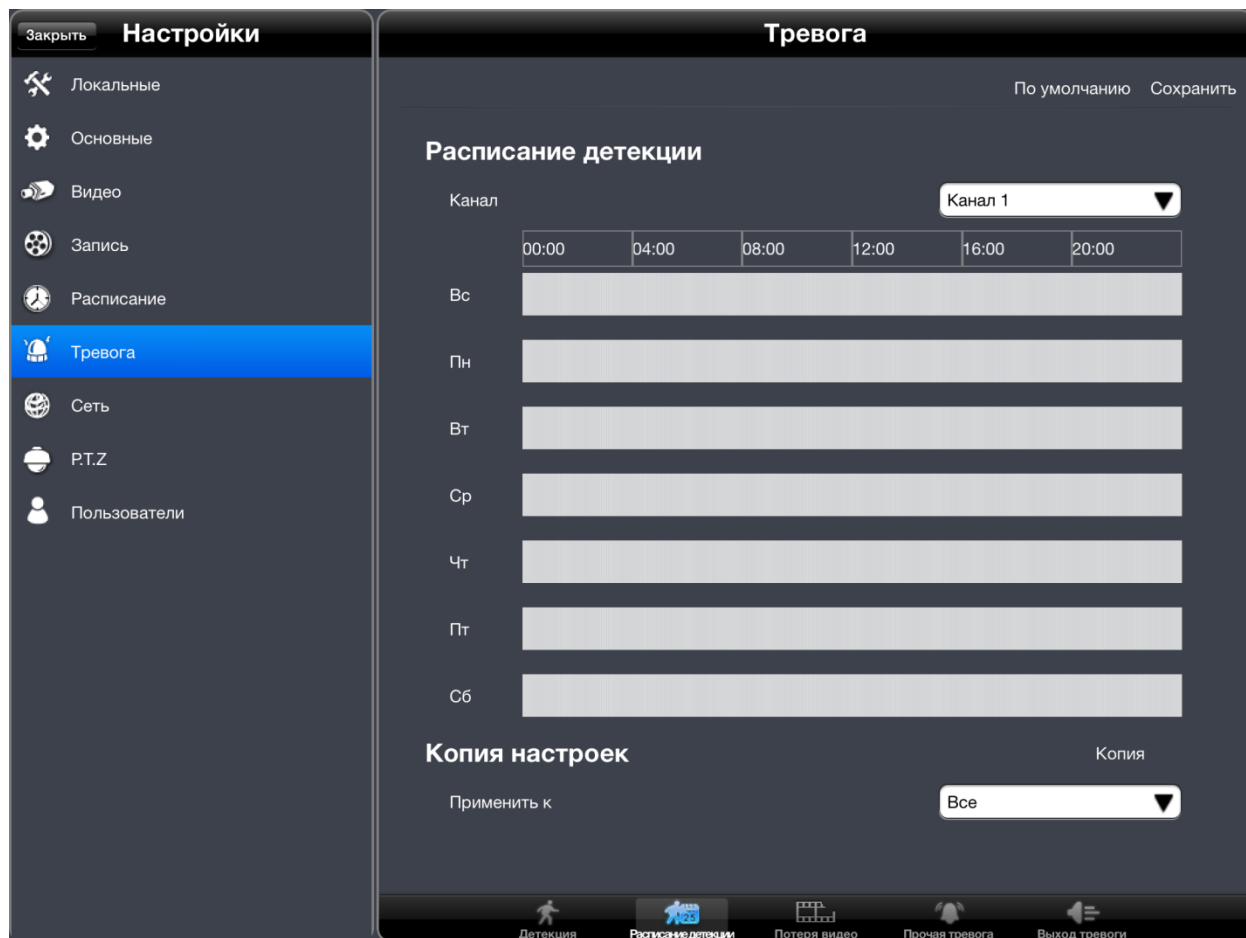 Закрыть Настройки
Локальные
Основные
Видео
Запись
Расписание
Тревога
Сеть
P.T.Z
Пользователи
Тревога
По умолчанию Сохранить
Расписание детекции
Канал Канал 1
00:00 04:00 08:00 12:00 16:00 20:00
Вс
Пн
Вт
Ср
Чт
Пт
Сб
Копия настроек Копия
Применить к Все
Детекция Расписание детекции Потеря видео Прочая тревога Выход тревоги